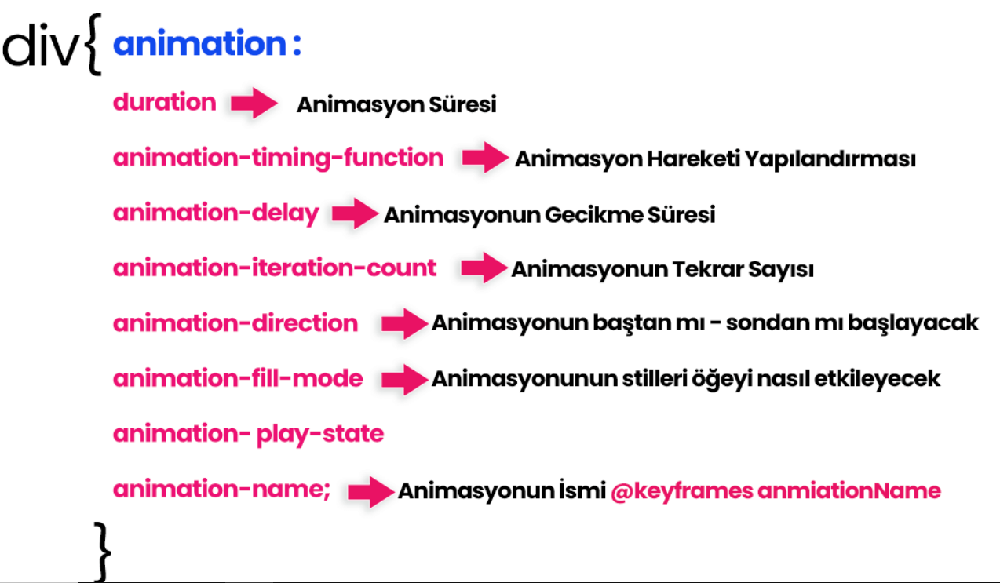 div{ animation :
duration Animasyon Süresi
animation-timing-function Animasyon Hareketi Yapılandırması
animation-delay Animasyonun Gecikme Süresi
animation-iteration-count Animasyonun Tekrar Sayısı
animation-direction Animasyonun baştan mı - sondan mı başlayacak
animation-fill-mode Animasyonunun stilleri öğeyi nasıl etkileyecek
animation- play-state
animation-name; Animasyonun İsmi @keyframes anmiationName
}